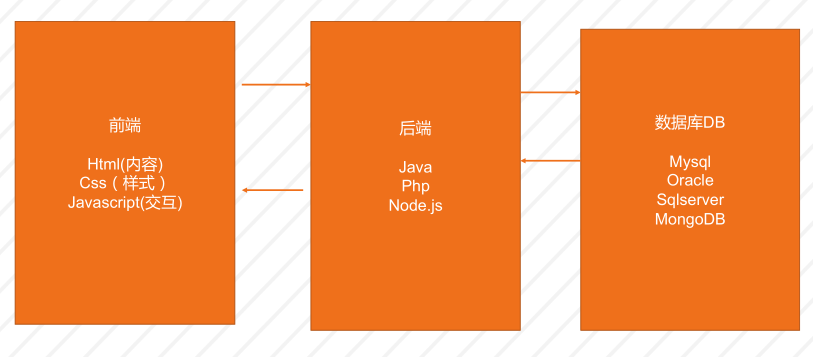 前端
Html(内容)
Css（样式）
Javascript(交互)
后端
Java
Php
Node.js
数据库DB
Mysql
Oracle
Sqlserver
MongoDB